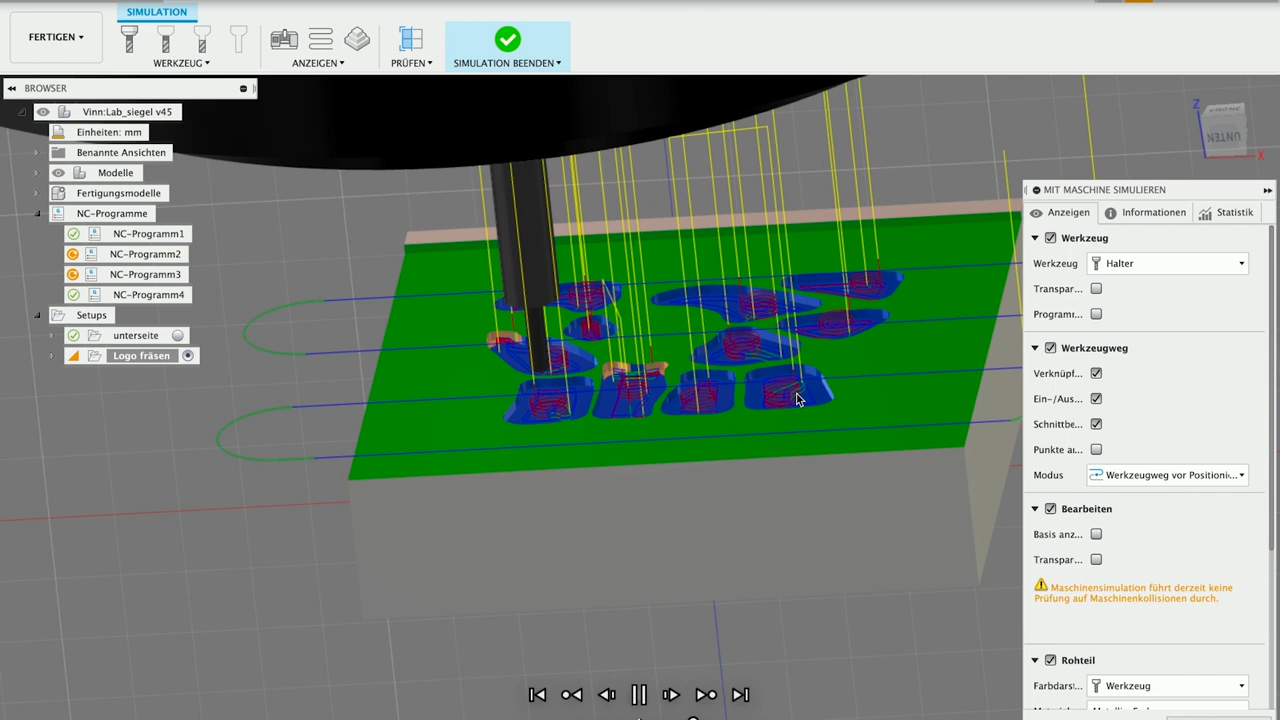 SIMULATION
FERTIGEN
WERKZEUG
ANZEIGEN
PRÜFEN
SIMULATION BEENDEN
BROWSER
Vinn:Lab_siegel v45
Einheiten: mm
Benannte Ansichten
Modelle
Fertigungsmodelle
NC-Programme
NC-Programm1
NC-Programm2
NC-Programm3
NC-Programm4
Setups
unterseite
Logo fräsen
Z
UNTEN
X
MIT MASCHINE SIMULIEREN
Anzeigen Informationen Statistik
Werkzeug
Werkzeug Halter
Transpar...
Program...
Werkzeugweg
Verknüpf...
Ein-/Aus...
Schnittbe...
Punkte a...
Modus Werkzeugweg vor Positioni...
Bearbeiten
Basis anz...
Transpar...
Maschinensimulation führt derzeit keine
Prüfung auf Maschinenkollisionen durch.
Rohteil
Farbdars... Werkzeug